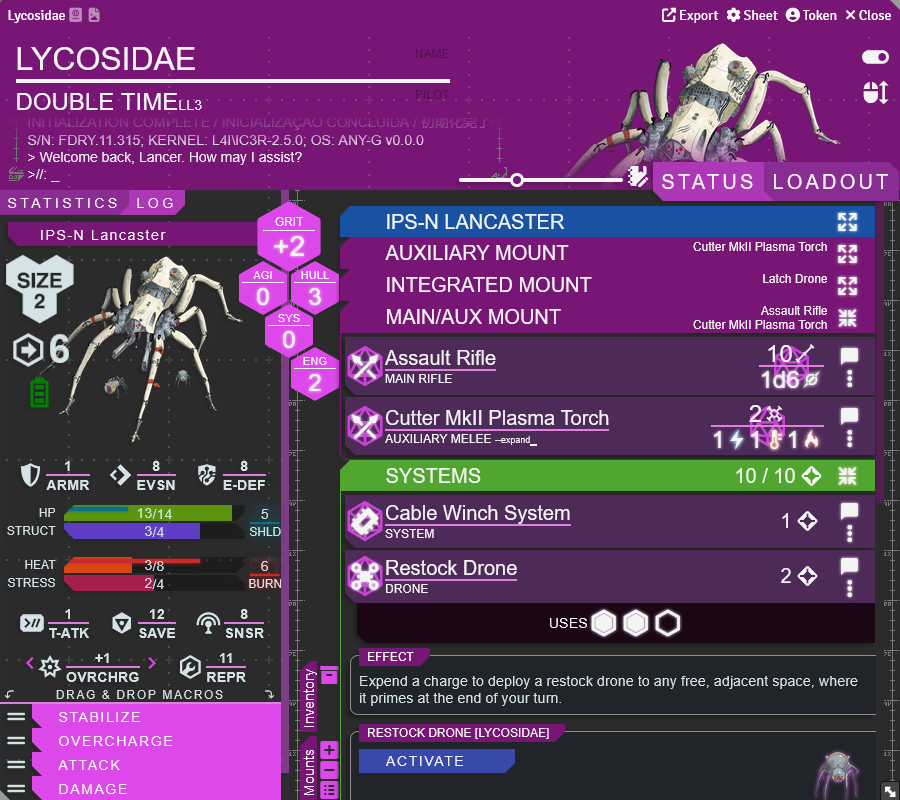 Lycosidae
Export Sheet Token Close
LYCOSIDAE
NAME
DOUBLE TIME LL3
PILOT
INITIALIZATION COMPLETE / INICIALIZAÇÃO CONCLUÍDA / 初期化完了
S/N: FDRY.11.315; KERNEL: L4I\IC3R-2.5.0; OS: ANY-G v0.0.0
> Welcome back, Lancer. How may I assist?
>//: _
STATUS LOADOUT
STATISTICS LOG
IPS-N Lancaster
SIZE
2
6
GRIT
+2
AGI
0
HULL
3
SYS
0
ENG
2
1
ARMR
8
EVSN
8
E-DEF
HP 13/14 5
STRUCT 3/4 SHLD
HEAT 3/8 6
STRESS 2/4 BURN
1
T-ATK
12
SAVE
8
SNSR
< +1 >
OVRCHRG
11
REPR
DRAG & DROP MACROS
STABILIZE
OVERCHARGE
ATTACK
DAMAGE
Inventory
Mounts
IPS-N LANCASTER
AUXILIARY MOUNT Cutter MkII Plasma Torch
INTEGRATED MOUNT Latch Drone
MAIN/AUX MOUNT Assault Rifle
Cutter MkII Plasma Torch
Assault Rifle 10
MAIN RIFLE 1d6
Cutter MkII Plasma Torch 2
AUXILIARY MELEE --expand_ 1 1 1
SYSTEMS 10 / 10
Cable Winch System 1
SYSTEM
Restock Drone 2
DRONE
USES
EFFECT
Expend a charge to deploy a restock drone to any free, adjacent space, where
it primes at the end of your turn.
RESTOCK DRONE [LYCOSIDAE]
ACTIVATE